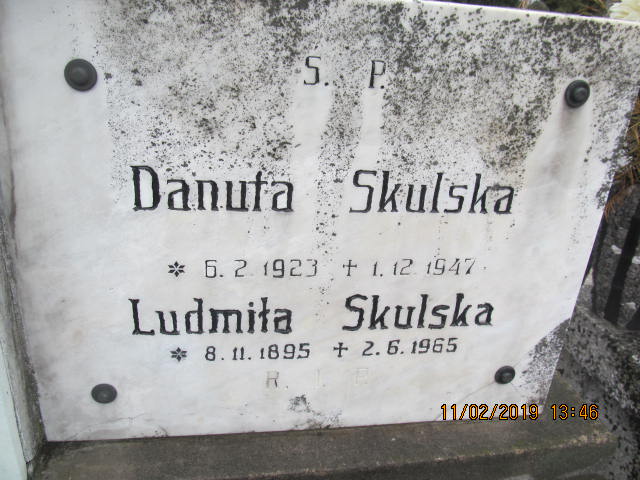 S. P.
Danuta Skulska
* 6.2.1923 + 1.12.1947
Ludmiła Skulska
* 8.11.1895 + 2.6.1965
R. I. P.
11/02/2019 13:46